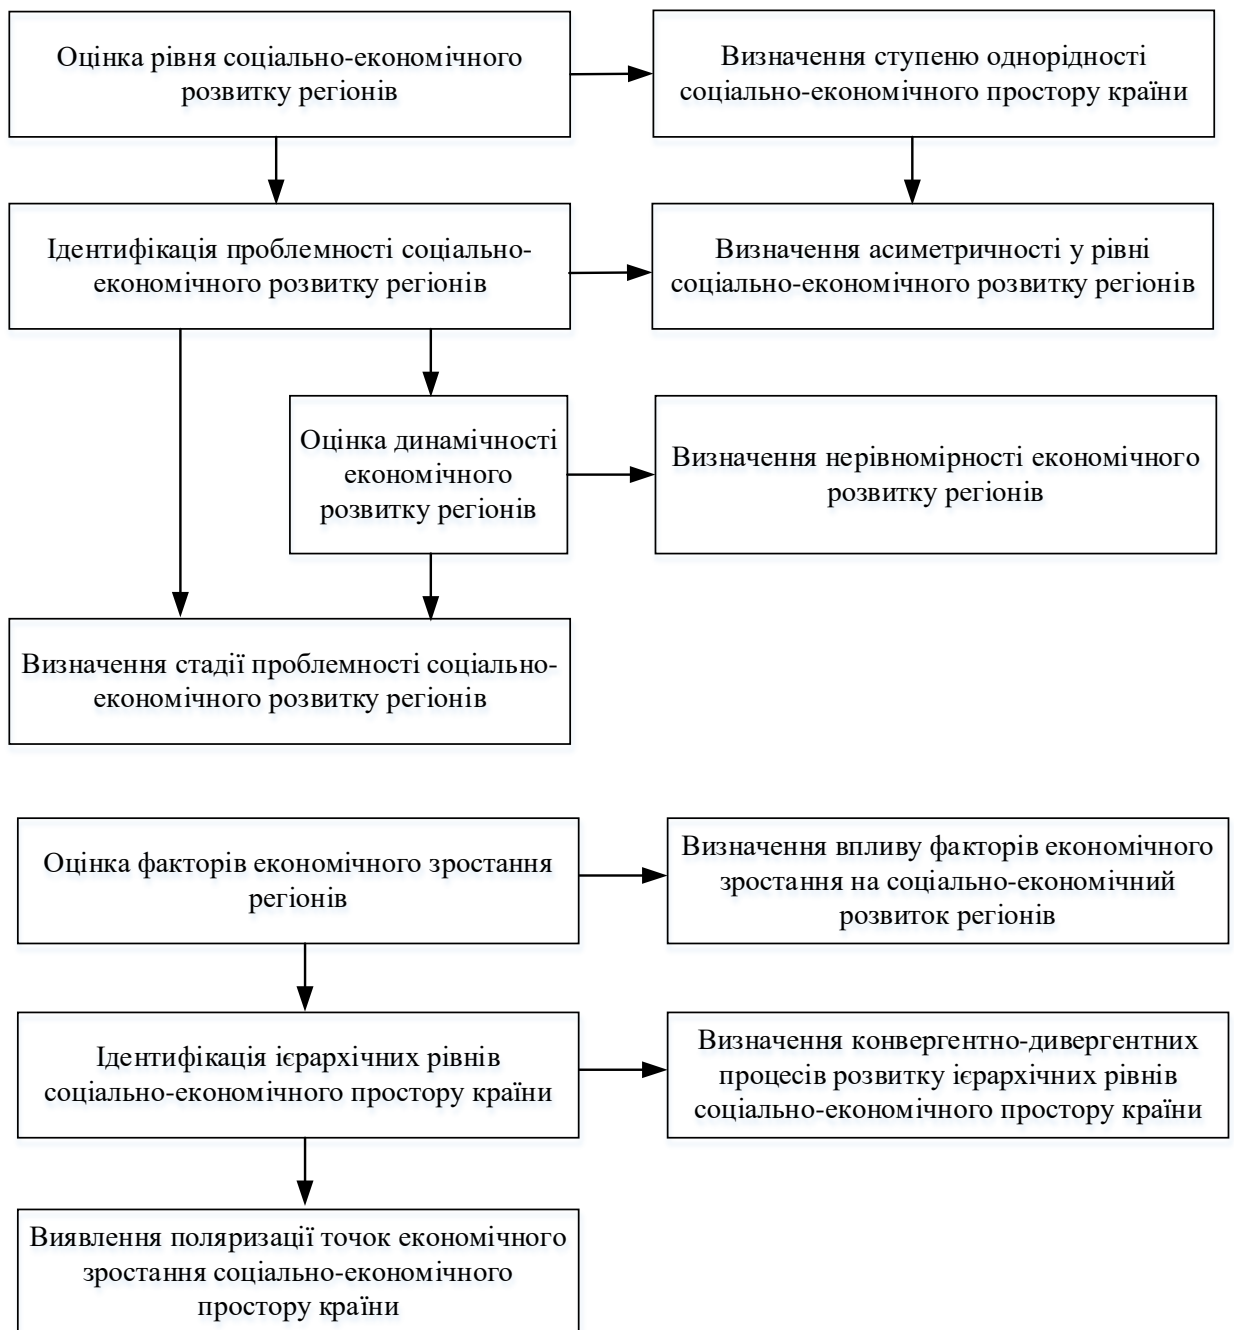 Оцінка рівня соціально-економічного
розвитку регіонів
Визначення ступеню однорідності
соціально-економічного простору країни
Ідентифікація проблемності соціально-
економічного розвитку регіонів
Визначення асиметричності у рівні
соціально-економічного розвитку регіонів
Оцінка динамічності
економічного
розвитку регіонів
Визначення нерівномірності економічного
розвитку регіонів
Визначення стадії проблемності соціально-
економічного розвитку регіонів
Оцінка факторів економічного зростання
регіонів
Визначення впливу факторів економічного
зростання на соціально-економічний
розвиток регіонів
Ідентифікація ієрархічних рівнів
соціально-економічного простору країни
Визначення конвергентно-дивергентних
процесів розвитку ієрархічних рівнів
соціально-економічного простору країни
Виявлення поляризації точок економічного
зростання соціально-економічного
простору країни